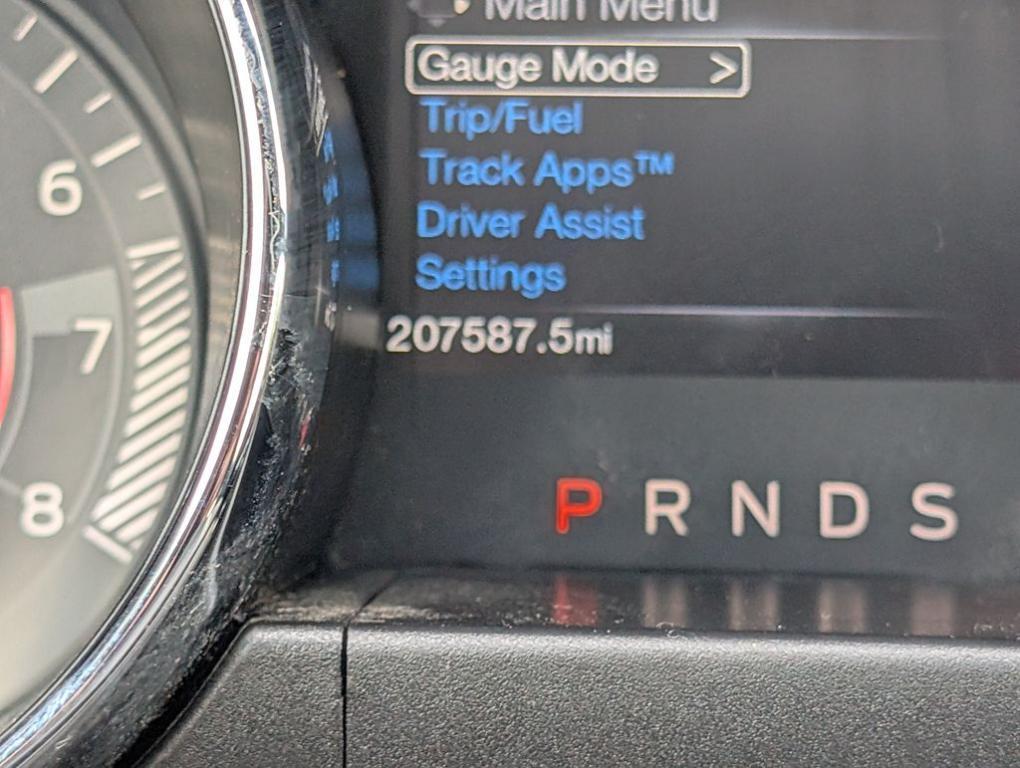 Main Menu
Gauge Mode >
Trip/Fuel
Track Apps™
Driver Assist
Settings
207587.5mi
6
7
8
P R N D S